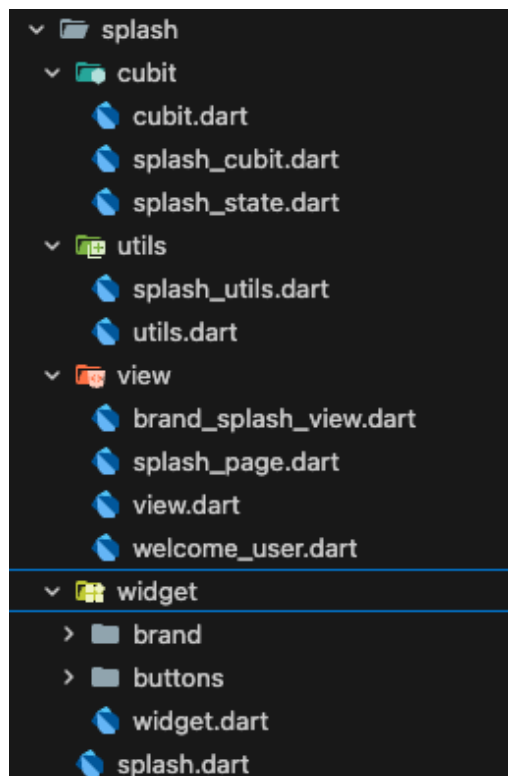 splash
cubit
cubit.dart
splash_cubit.dart
splash_state.dart
utils
splash_utils.dart
utils.dart
view
brand_splash_view.dart
splash_page.dart
view.dart
welcome_user.dart
widget
brand
buttons
widget.dart
splash.dart